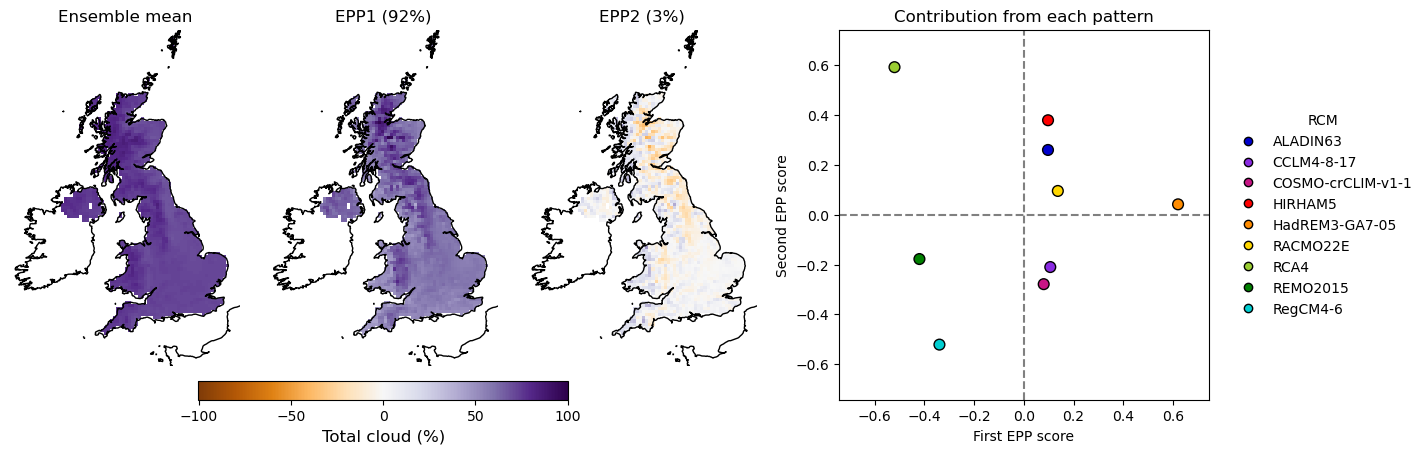 Ensemble mean
EPP1 (92%)
EPP2 (3%)
−100
−50
0
50
100
Total cloud (%)
Contribution from each pattern
Second EPP score
0.6
0.4
0.2
0.0
−0.2
−0.4
−0.6
−0.6
−0.4
−0.2
0.0
0.2
0.4
0.6
First EPP score
RCM
ALADIN63
CCLM4-8-17
COSMO-crCLIM-v1-1
HIRHAM5
HadREM3-GA7-05
RACMO22E
RCA4
REMO2015
RegCM4-6